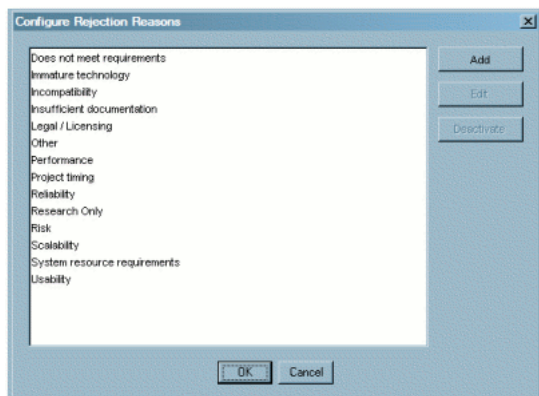 Configure Rejection Reasons
Does not meet requirements
Immature technology
Incompatibility
Insufficient documentation
Legal / Licensing
Other
Performance
Project timing
Reliability
Research Only
Risk
Scalability
System resource requirements
Usability
Add
Edit
Deactivate
OK
Cancel